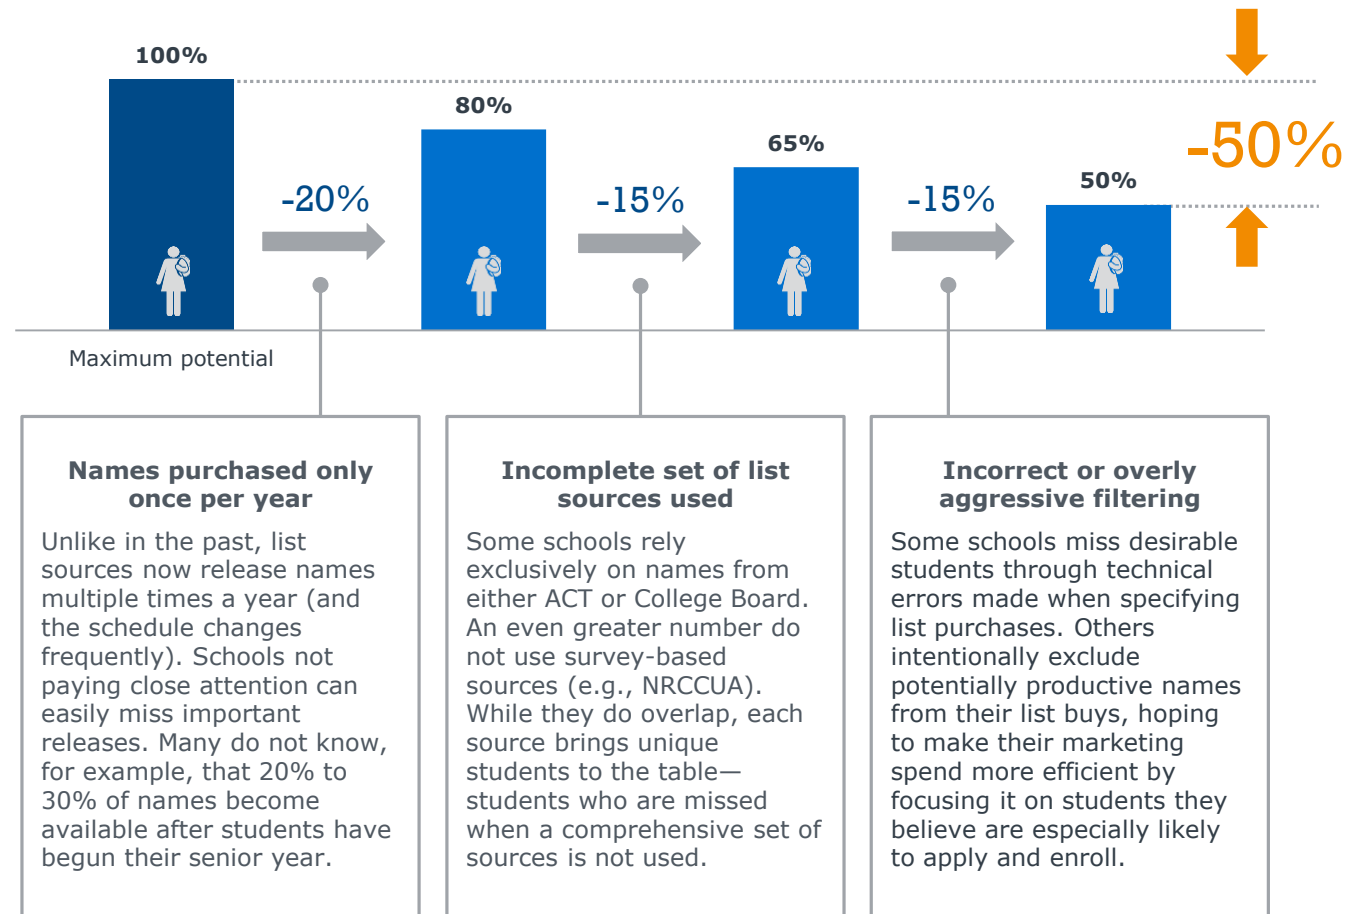 100%
80%
65%
50%
-50%
-20%
-15%
-15%
Maximum potential
Names purchased only
once per year
Unlike in the past, list
sources now release names
multiple times a year (and
the schedule changes
frequently). Schools not
paying close attention can
easily miss important
releases. Many do not know,
for example, that 20% to
30% of names become
available after students have
begun their senior year.
Incomplete set of list
sources used
Some schools rely
exclusively on names from
either ACT or College Board.
An even greater number do
not use survey-based
sources (e.g., NRCCUA).
While they do overlap, each
source brings unique
students to the table—
students who are missed
when a comprehensive set of
sources is not used.
Incorrect or overly
aggressive filtering
Some schools miss desirable
students through technical
errors made when specifying
list purchases. Others
intentionally exclude
potentially productive names
from their list buys, hoping
to make their marketing
spend more efficient by
focusing it on students they
believe are especially likely
to apply and enroll.